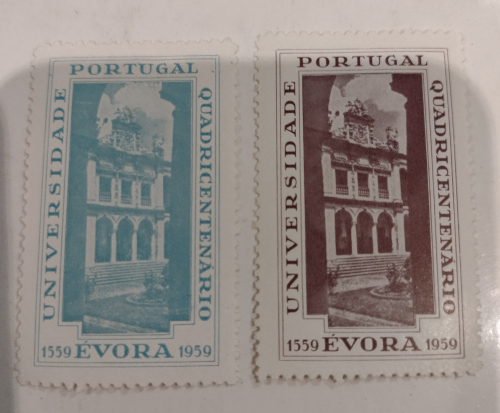 PORTUGAL
UNIVERSIDADE
QUADRICENTENÁRIO
1559 ÉVORA 1959
PORTUGAL
UNIVERSIDADE
QUADRICENTENÁRIO
1559 ÉVORA 1959